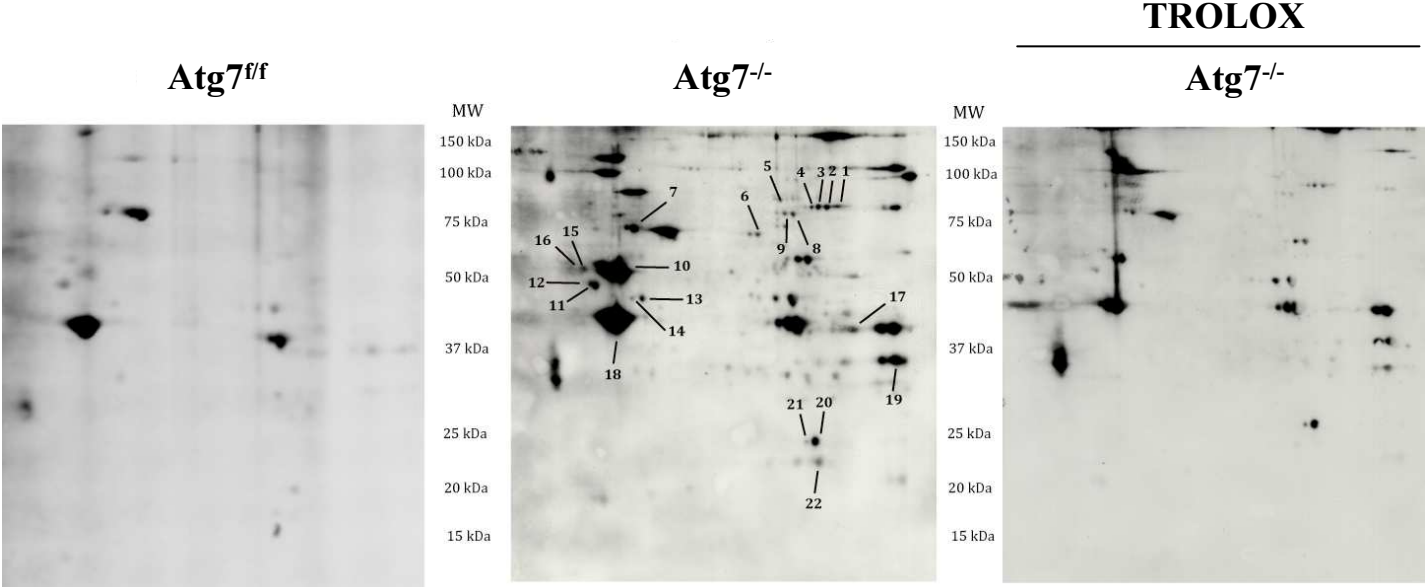 TROLOX
Atg7f/f
Atg7-/-
Atg7-/-
MW
MW
150 kDa
150 kDa
100 kDa
100 kDa
75 kDa
75 kDa
50 kDa
50 kDa
37 kDa
37 kDa
25 kDa
25 kDa
20 kDa
20 kDa
15 kDa
15 kDa
5 4 3 2 1
6
7
9 8
16 15
10
12
11
13
14
17
18
19
21 20
22